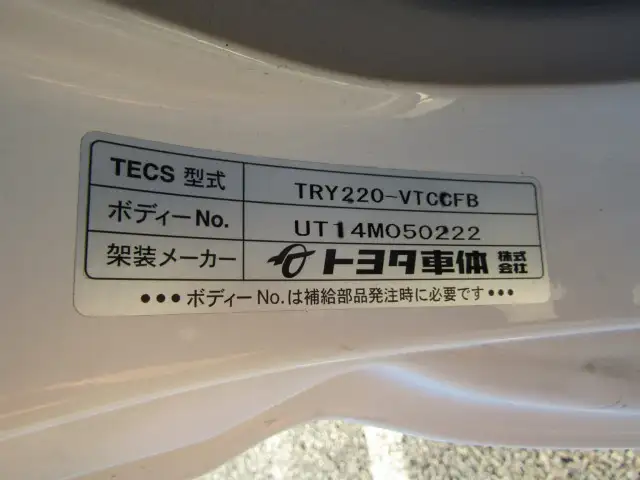 TECS 型式 TRY220-VTCCFB
ボディーNo. UT14M050222
架装メーカー トヨタ車体 株式会社
•••ボディーNo.は補給部品発注時に必要です•••